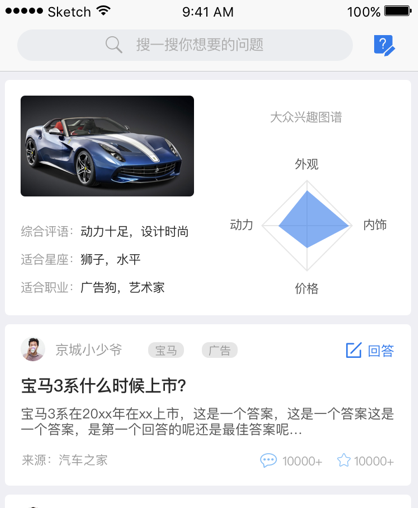 Sketch 9:41 AM 100%
搜一搜你想要的问题
大众兴趣图谱
外观
动力 内饰
价格
综合评语：动力十足，设计时尚
适合星座：狮子，水平
适合职业：广告狗，艺术家
京城小少爷 宝马 广告 回答
宝马3系什么时候上市?
宝马3系在20xx年在xx上市，这是一个答案，这是一个答案这是
一个答案，是第一个回答的呢还是最佳答案呢...
来源：汽车之家 10000+ 10000+